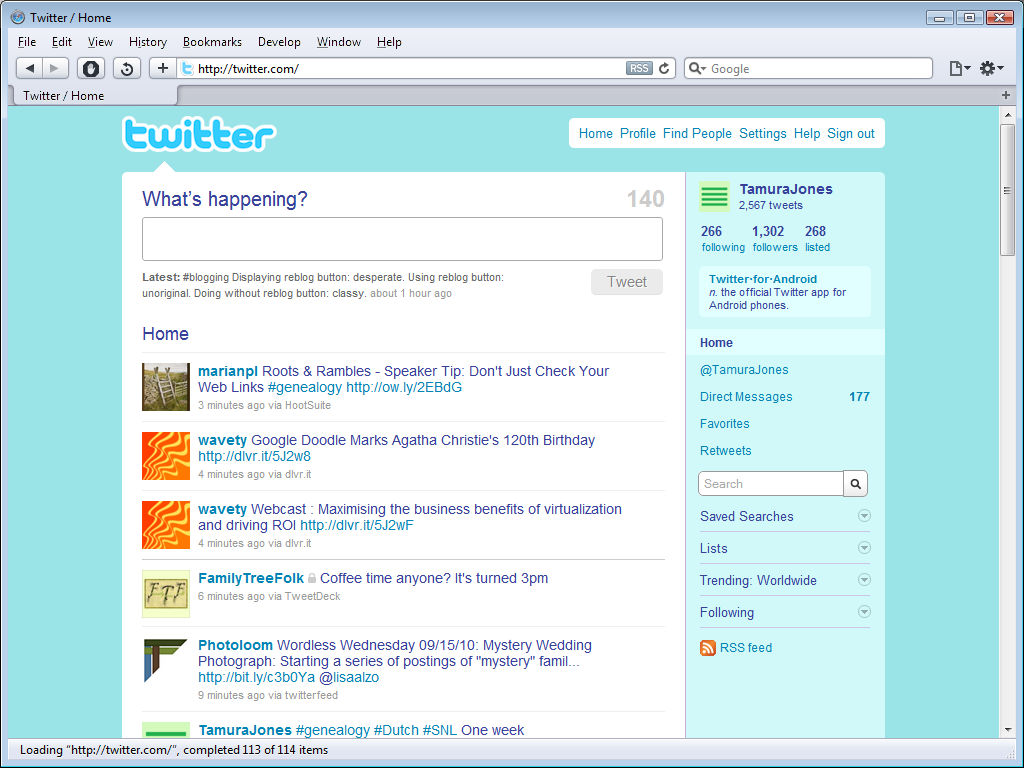 Twitter / Home
File Edit View History Bookmarks Develop Window Help
http://twitter.com/ RSS Google
Twitter / Home
twitter
Home Profile Find People Settings Help Sign out
What's happening? 140
Latest: #blogging Displaying reblog button: desperate. Using reblog button:
unoriginal. Doing without reblog button: classy. about 1 hour ago
Tweet
Home
marianpl Roots & Rambles - Speaker Tip: Don't Just Check Your
Web Links #genealogy http://ow.ly/2EBdG
3 minutes ago via HootSuite
wavety Google Doodle Marks Agatha Christie's 120th Birthday
http://dlvr.it/5J2w8
4 minutes ago via dlvr.it
wavety Webcast : Maximising the business benefits of virtualization
and driving ROI http://dlvr.it/5J2wF
4 minutes ago via dlvr.it
FTF
FamilyTreeFolk Coffee time anyone? It's turned 3pm
6 minutes ago via TweetDeck
Photoloom Wordless Wednesday 09/15/10: Mystery Wedding
Photograph: Starting a series of postings of "mystery" famil...
http://bit.ly/c3b0Ya @lisaalzo
9 minutes ago via twitterfeed
TamuraJones #genealogy #Dutch #SNL One week
TamuraJones
2,567 tweets
266 1,302 268
following followers listed
Twitter·for·Android
n. the official Twitter app for
Android phones.
Home
@TamuraJones
Direct Messages 177
Favorites
Retweets
Search
Saved Searches
Lists
Trending: Worldwide
Following
RSS feed
Loading "http://twitter.com/", completed 113 of 114 items